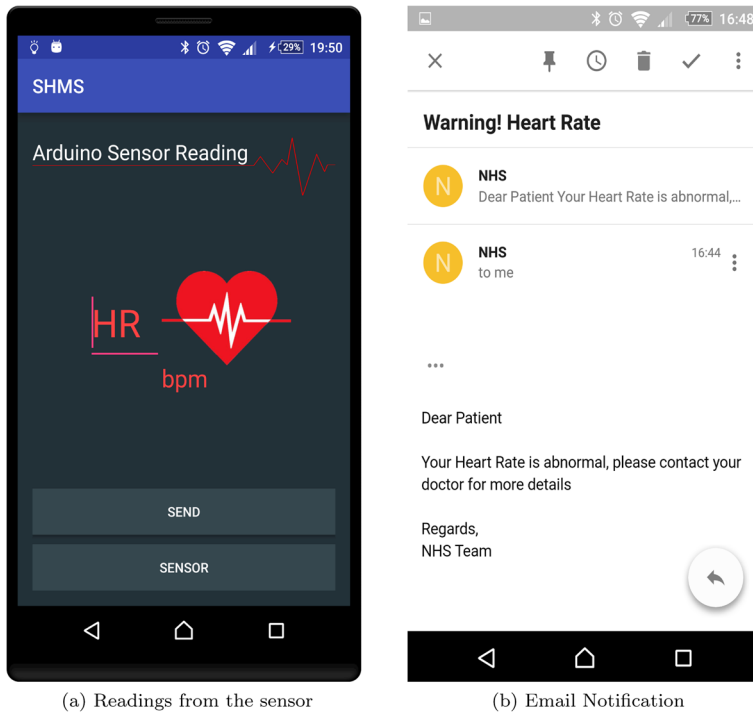 29% 19:50
SHMS
Arduino Sensor Reading
HR
bpm
SEND
SENSOR
(a) Readings from the sensor
77% 16:48
Warning! Heart Rate
N
NHS
Dear Patient Your Heart Rate is abnormal,...
N
NHS
16:44
to me
Dear Patient
Your Heart Rate is abnormal, please contact your
doctor for more details
Regards,
NHS Team
(b) Email Notification